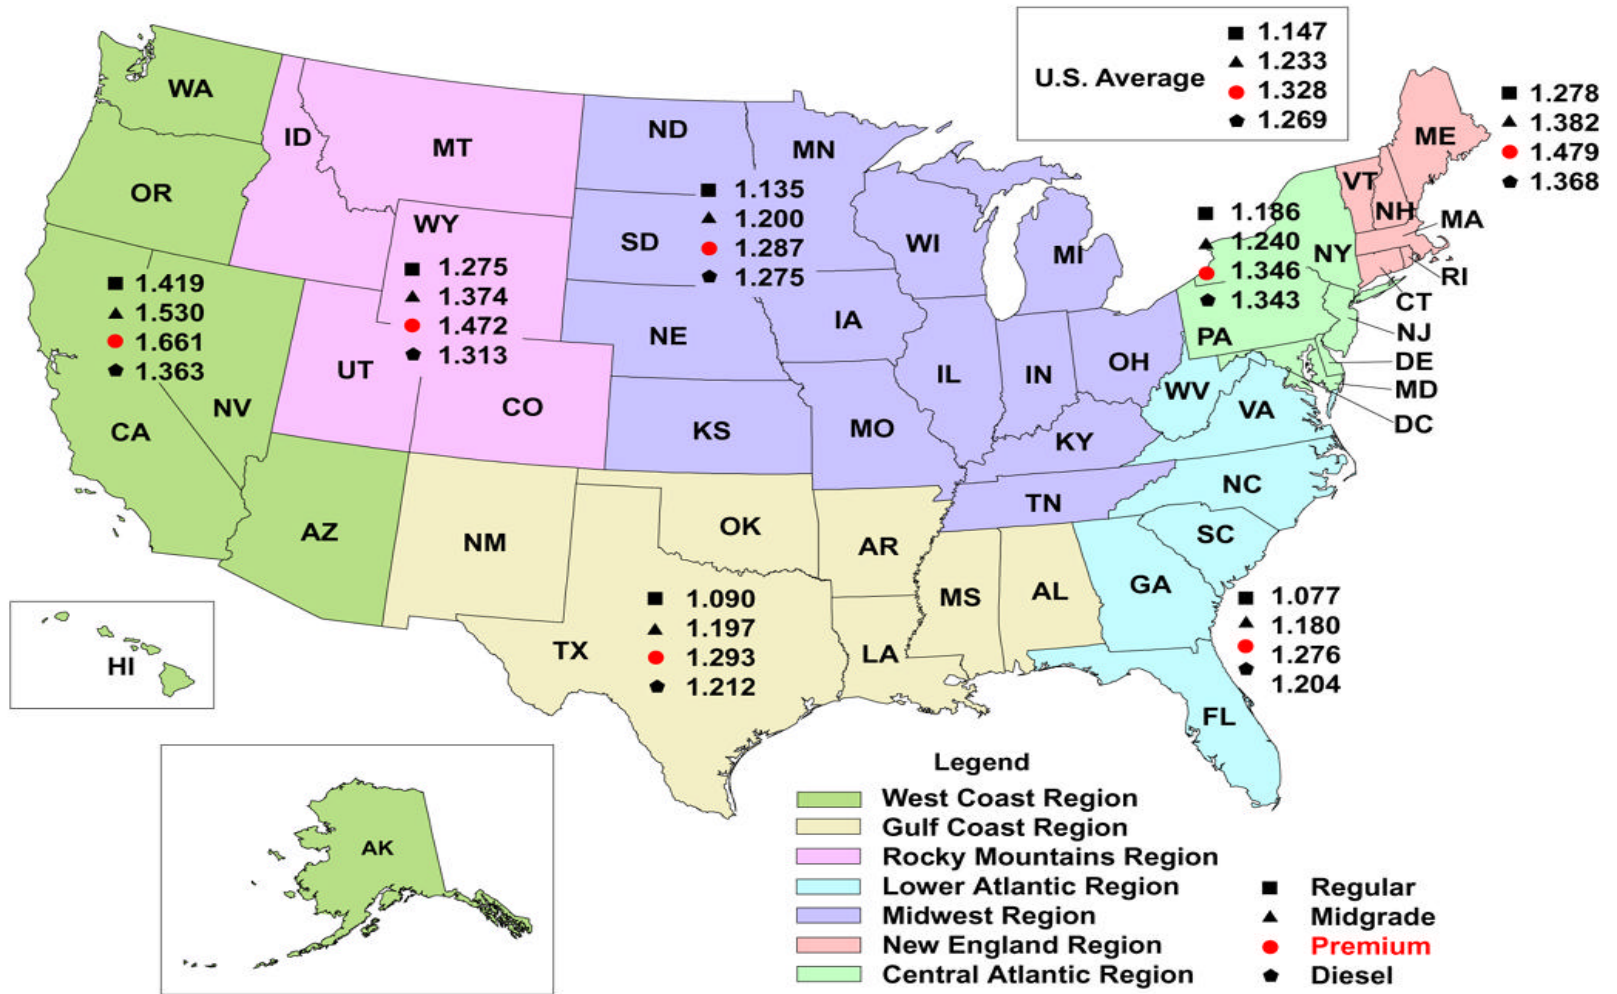 U.S. Average
1.147
1.233
1.328
1.269
1.278
1.382
1.479
1.368
WA
OR
CA
NV
AZ
1.419
1.530
1.661
1.363
ID
MT
WY
UT
CO
1.275
1.374
1.472
1.313
ND
MN
SD
WI
MI
NE
IA
IL
IN
OH
KS
MO
KY
TN
1.135
1.200
1.287
1.275
ME
VT
NH
MA
RI
CT
1.186
1.240
1.346
1.343
NY
PA
NJ
DE
MD
DC
WV
VA
NC
SC
GA
FL
1.077
1.180
1.276
1.204
NM
OK
AR
TX
LA
MS
AL
1.090
1.197
1.293
1.212
HI
AK
Legend
West Coast Region
Gulf Coast Region
Rocky Mountains Region
Lower Atlantic Region
Midwest Region
New England Region
Central Atlantic Region
Regular
Midgrade
Premium
Diesel